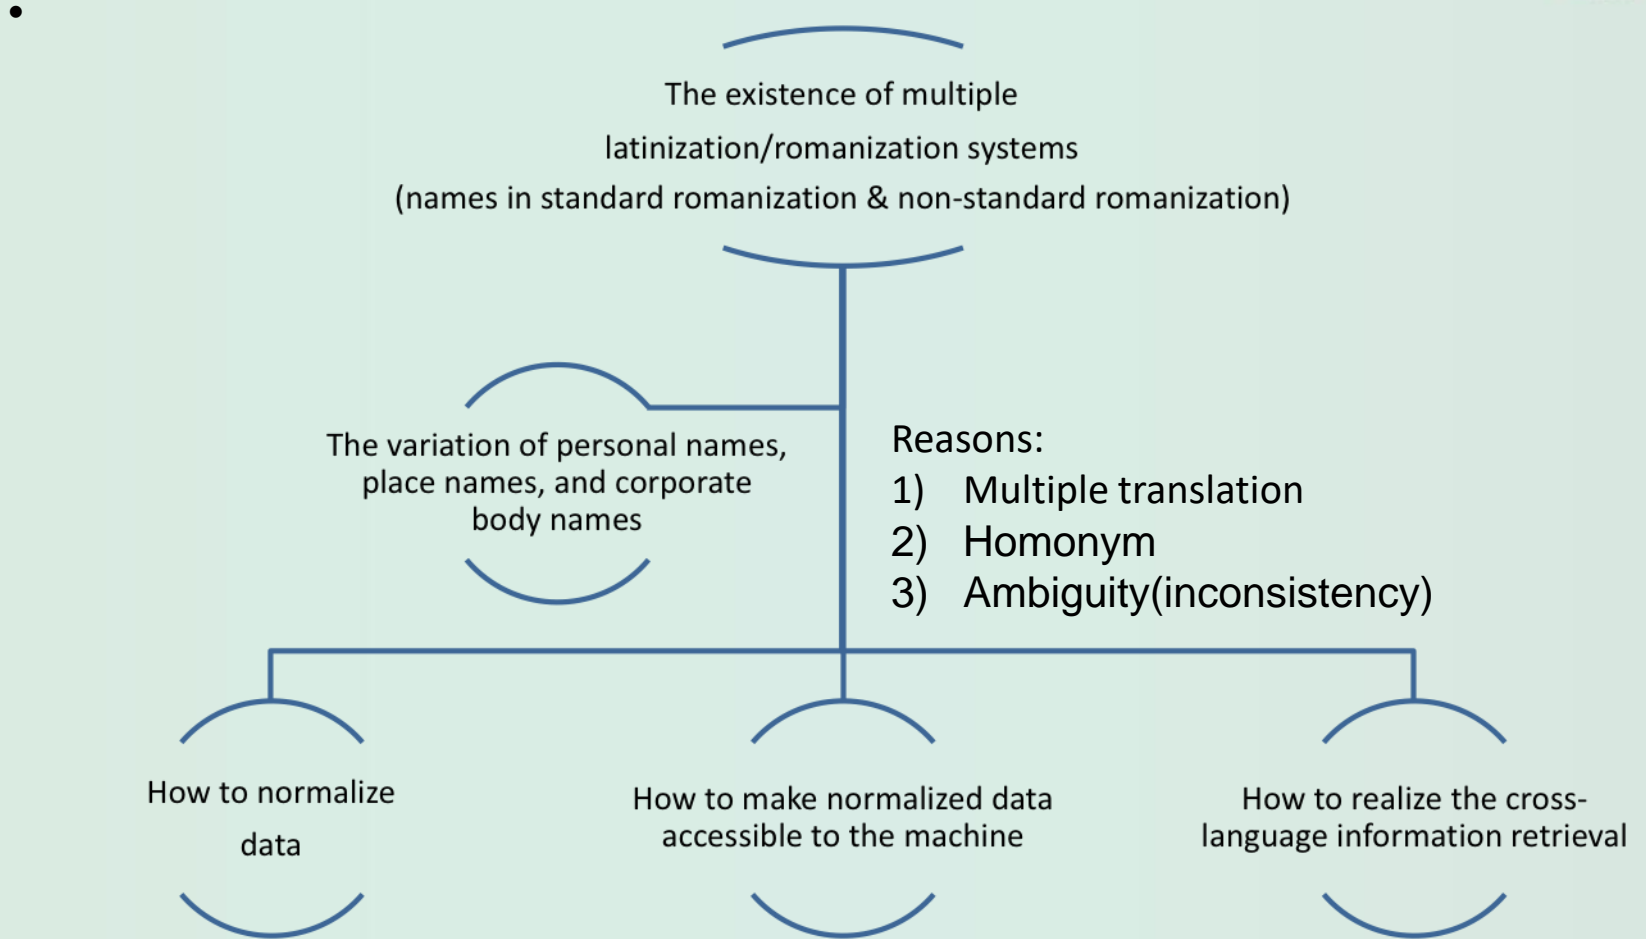 •
The existence of multiple
latinization/romanization systems
(names in standard romanization & non-standard romanization)
The variation of personal names,
place names, and corporate
body names
Reasons:
1) Multiple translation
2) Homonym
3) Ambiguity(inconsistency)
How to normalize
data
How to make normalized data
accessible to the machine
How to realize the cross-
language information retrieval